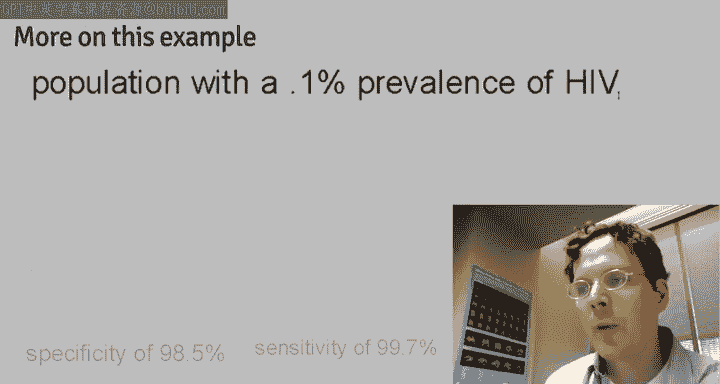 More on this example
population with a .1% prevalence of HIV,
specificity of 98.5%
sensitivity of 99.7%